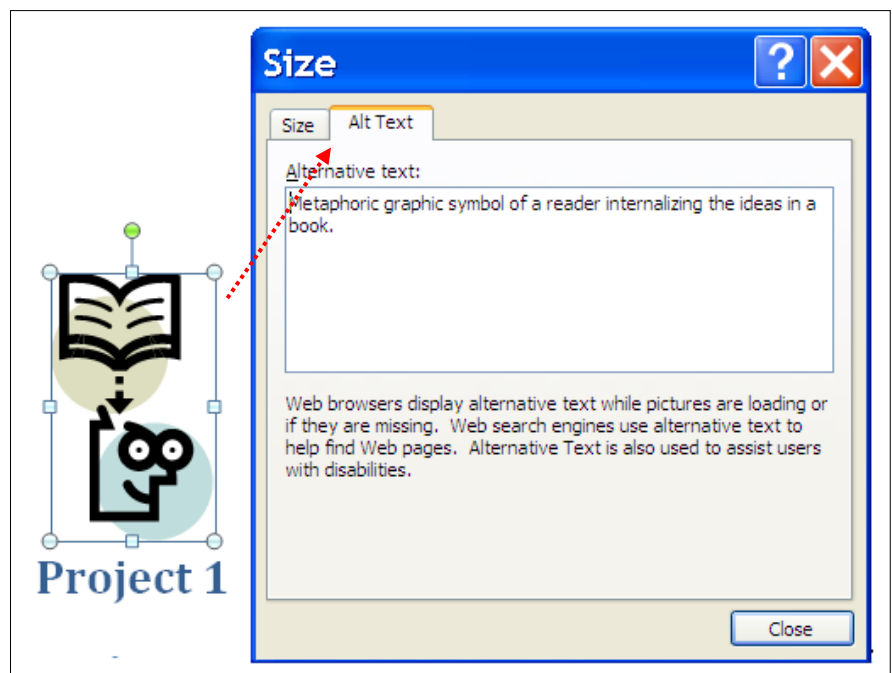 Size
Size
Alt Text
Alternative text:
Metaphoric graphic symbol of a reader internalizing the ideas in a
book.
Web browsers display alternative text while pictures are loading or
if they are missing.  Web search engines use alternative text to
help find Web pages.  Alternative Text is also used to assist users
with disabilities.
Project 1
Close